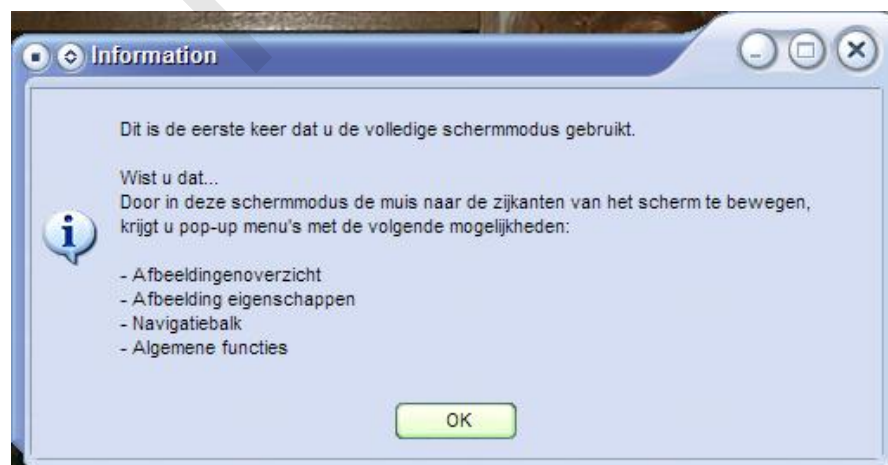 Information
Dit is de eerste keer dat u de volledige schermmodus gebruikt.
Wist u dat...
Door in deze schermmodus de muis naar de zijkanten van het scherm te bewegen,
krijgt u pop-up menu's met de volgende mogelijkheden:
- Afbeeldingenoverzicht
- Afbeelding eigenschappen
- Navigatiebalk
- Algemene functies
OK